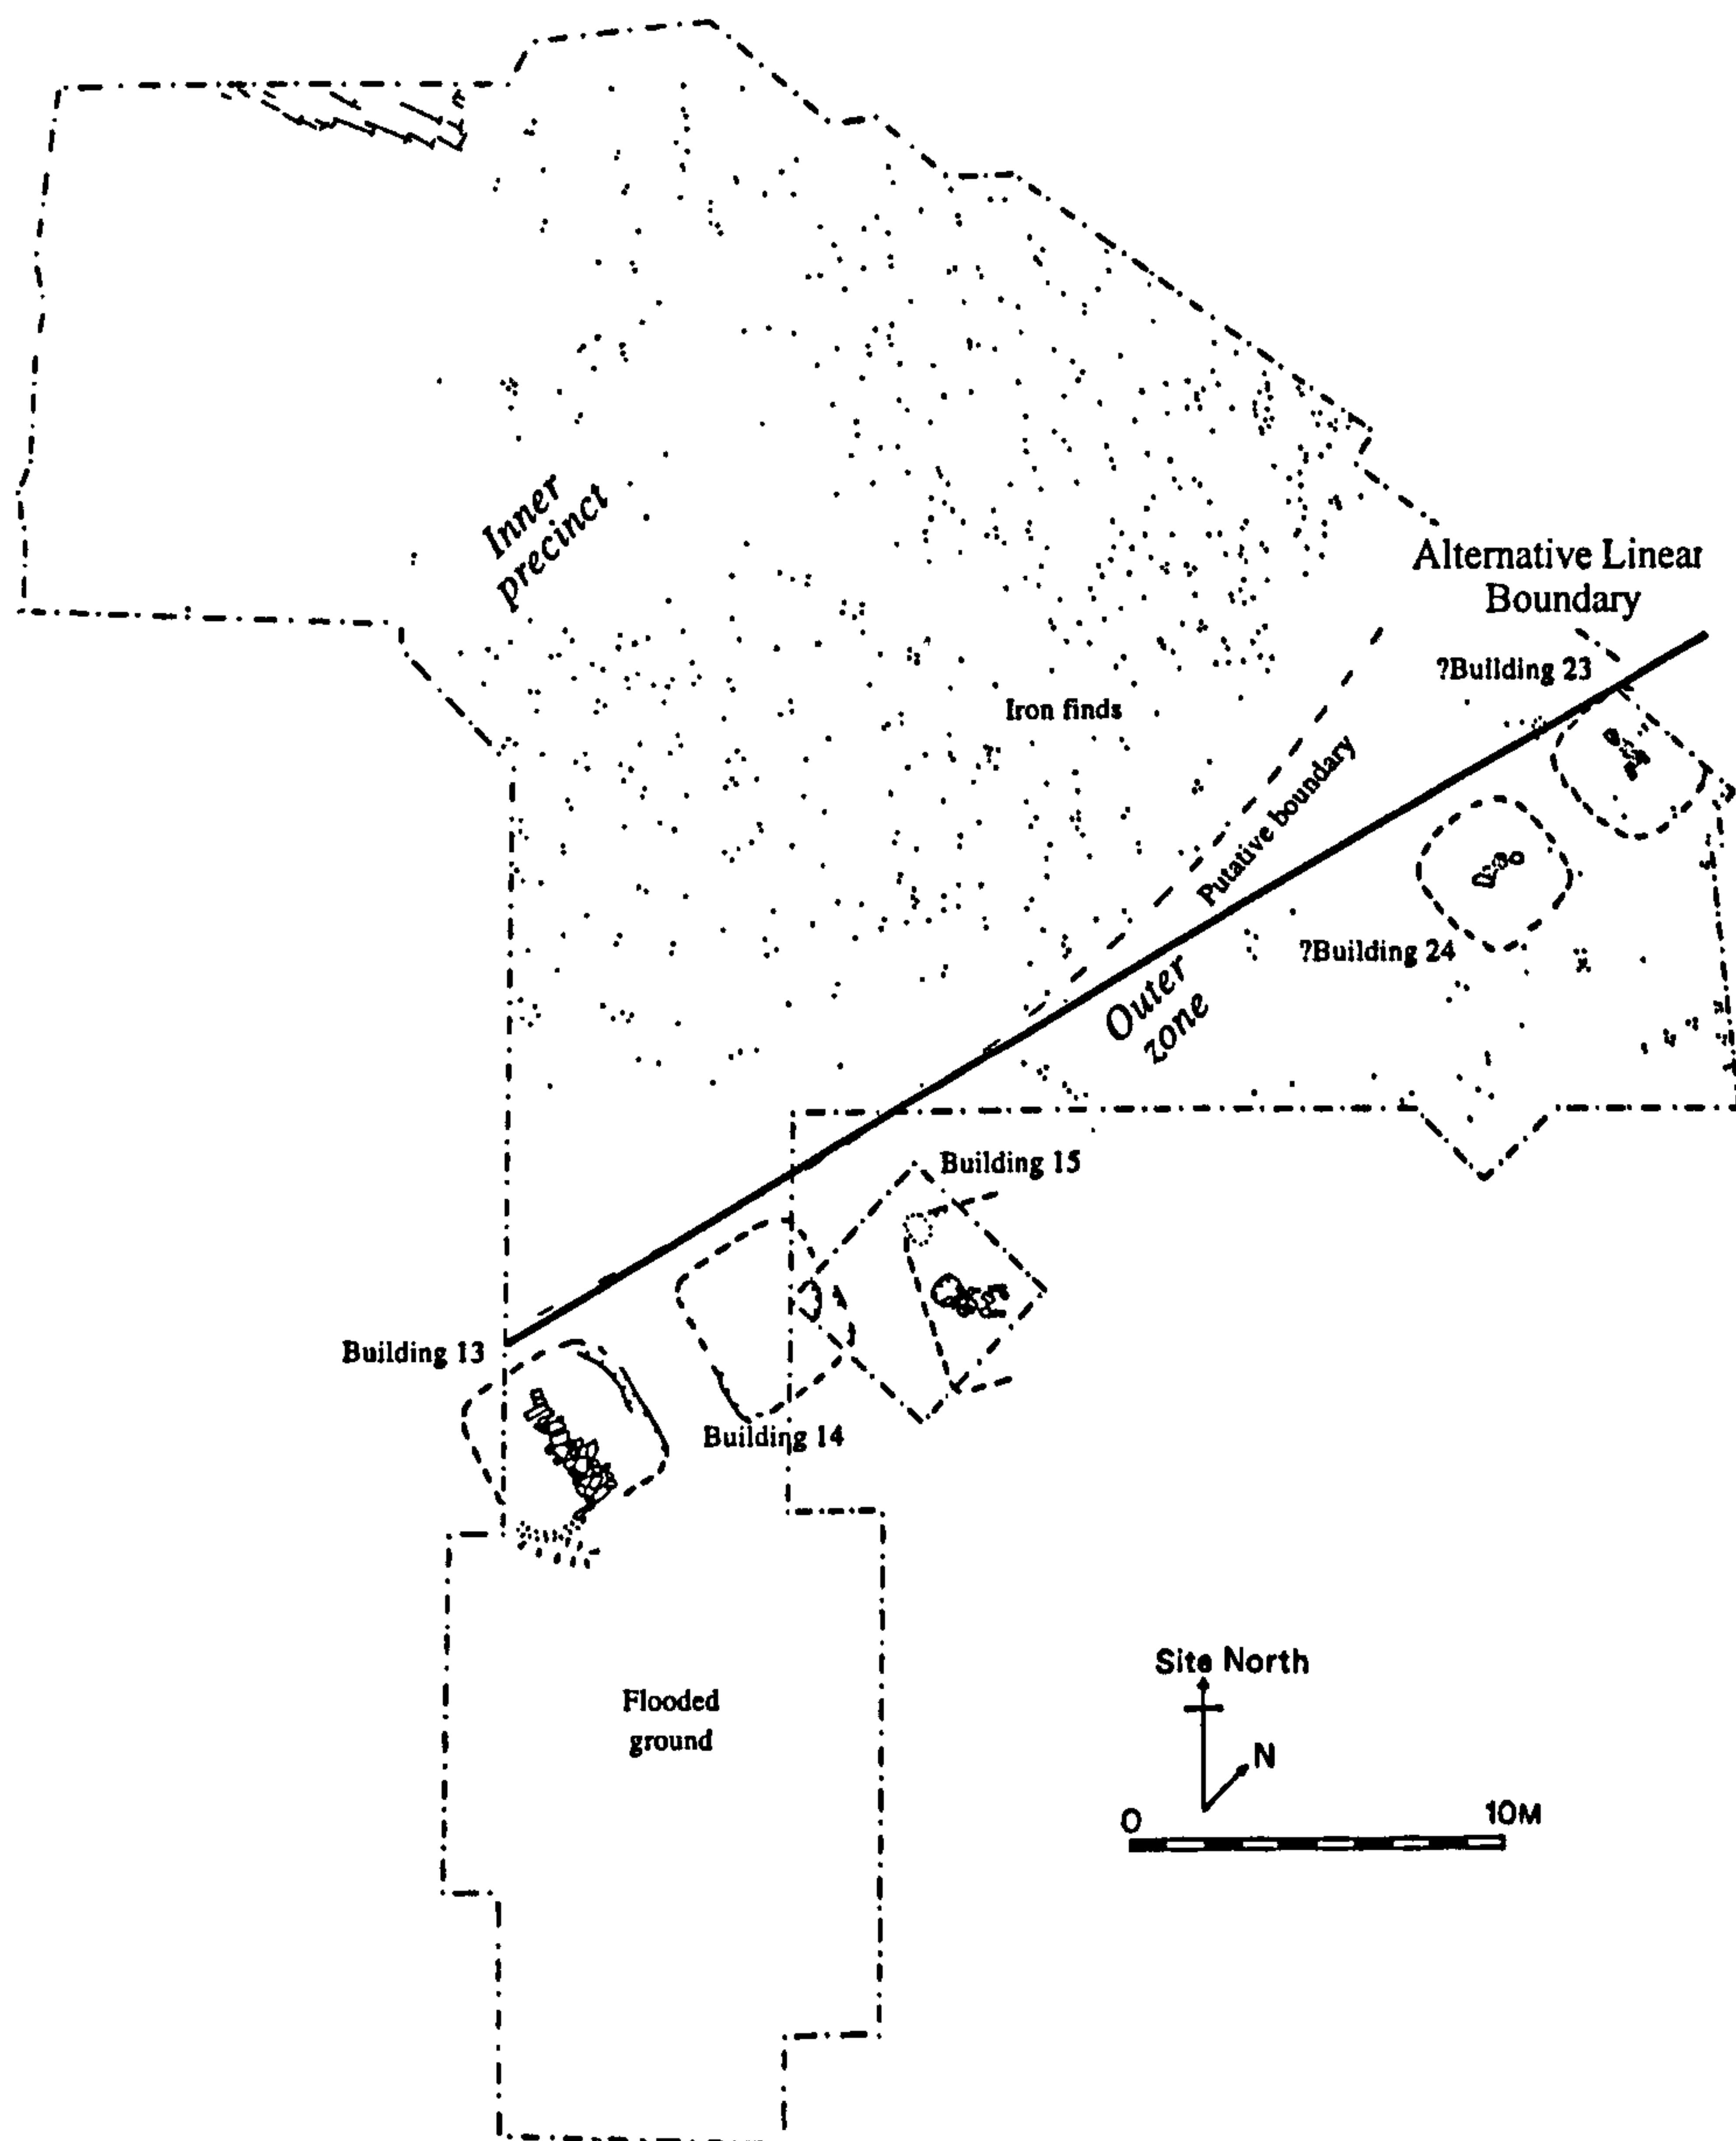 Inner
precinct
Alternative Linear
Boundary
?Building 23
Iron finds
Putative boundary
?Building 24
Outer
zone
Building 15
Building 13
Building 14
Flooded
ground
Site North
N
0
10M